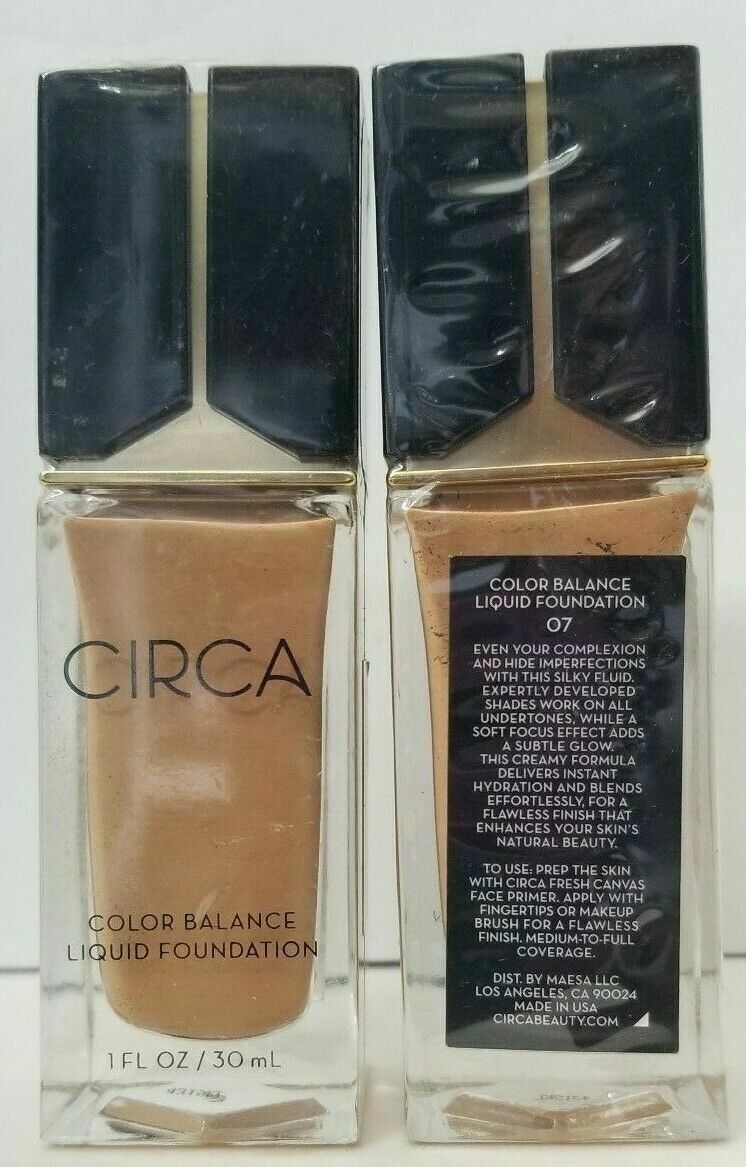 CIRCA
COLOR BALANCE
LIQUID FOUNDATION
1 FL OZ / 30 mL
COLOR BALANCE
LIQUID FOUNDATION
07
EVEN YOUR COMPLEXION
AND HIDE IMPERFECTIONS
WITH THIS SILKY FLUID.
EXPERTLY DEVELOPED
SHADES WORK ON ALL
UNDERTONES, WHILE A
SOFT FOCUS EFFECT ADDS
A SUBTLE GLOW.
THIS CREAMY FORMULA
DELIVERS INSTANT
HYDRATION AND BLENDS
EFFORTLESSLY, FOR A
FLAWLESS FINISH THAT
ENHANCES YOUR SKIN'S
NATURAL BEAUTY.
TO USE: PREP THE SKIN
WITH CIRCA FRESH CANVAS
FACE PRIMER. APPLY WITH
FINGERTIPS OR MAKEUP
BRUSH FOR A FLAWLESS
FINISH. MEDIUM-TO-FULL
COVERAGE.
DIST. BY MAESA LLC
LOS ANGELES, CA 90024
MADE IN USA
CIRCABEAUTY.COM